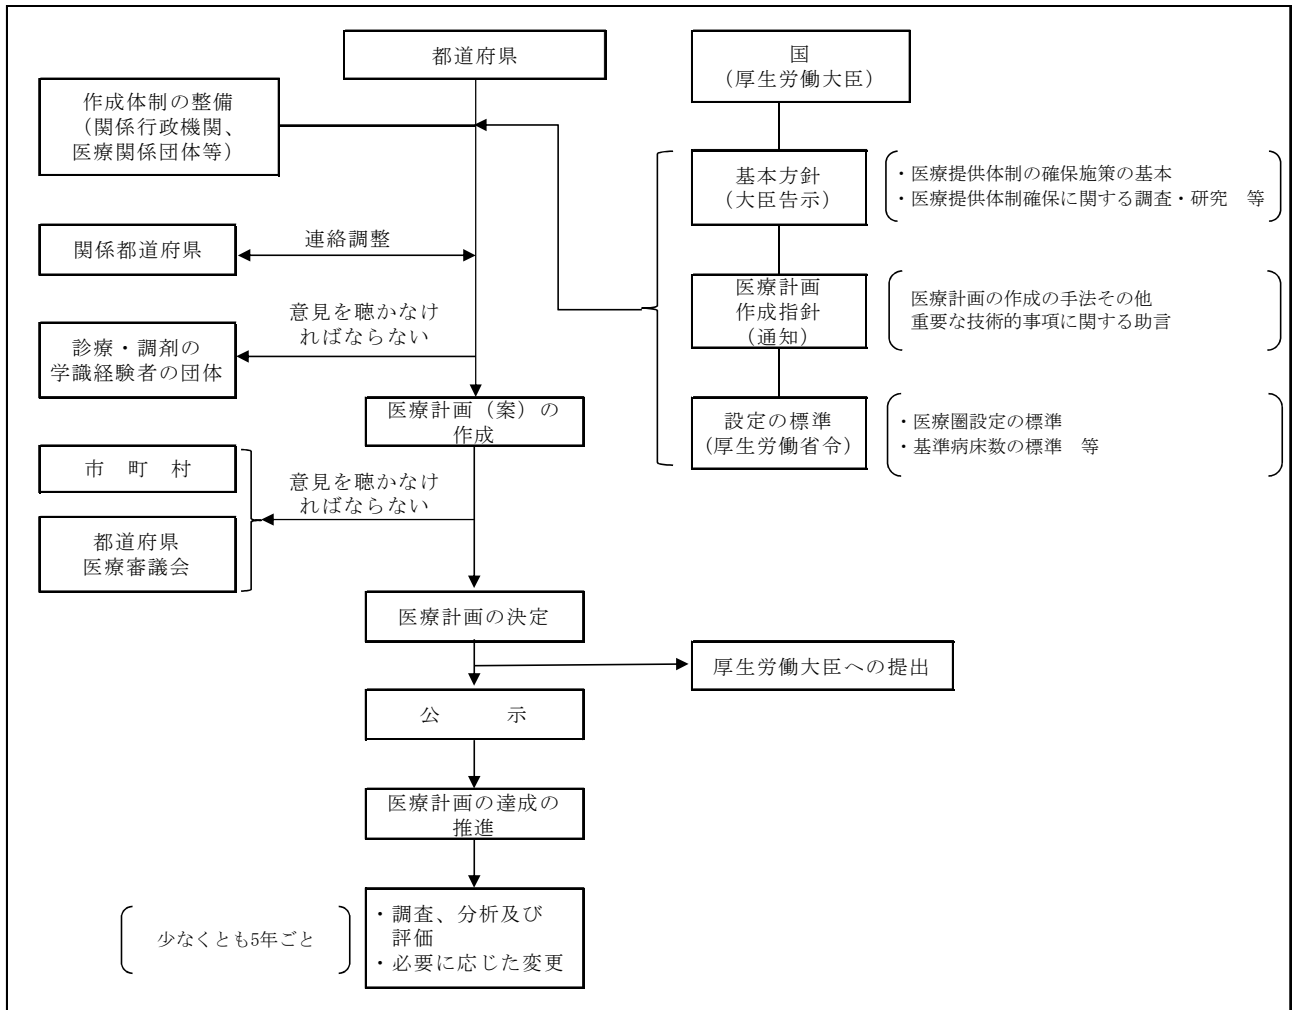 都道府県
国
（厚生労働大臣）
作成体制の整備
（関係行政機関、
医療関係団体等）
基本方針
（大臣告示）
・医療提供体制の確保施策の基本
・医療提供体制確保に関する調査・研究　等
関係都道府県
連絡調整
医療計画
作成指針
（通知）
医療計画の作成の手法その他
重要な技術的事項に関する助言
意見を聴かなけ
ればならない
診療・調剤の
学識経験者の団体
医療計画（案）の
作成
設定の標準
（厚生労働省令）
・医療圏設定の標準
・基準病床数の標準　等
市　町　村
意見を聴かなけ
ればならない
都道府県
医療審議会
医療計画の決定
厚生労働大臣への提出
公　　　示
医療計画の達成の
推進
少なくとも5年ごと
・調査、分析及び
評価
・必要に応じた変更